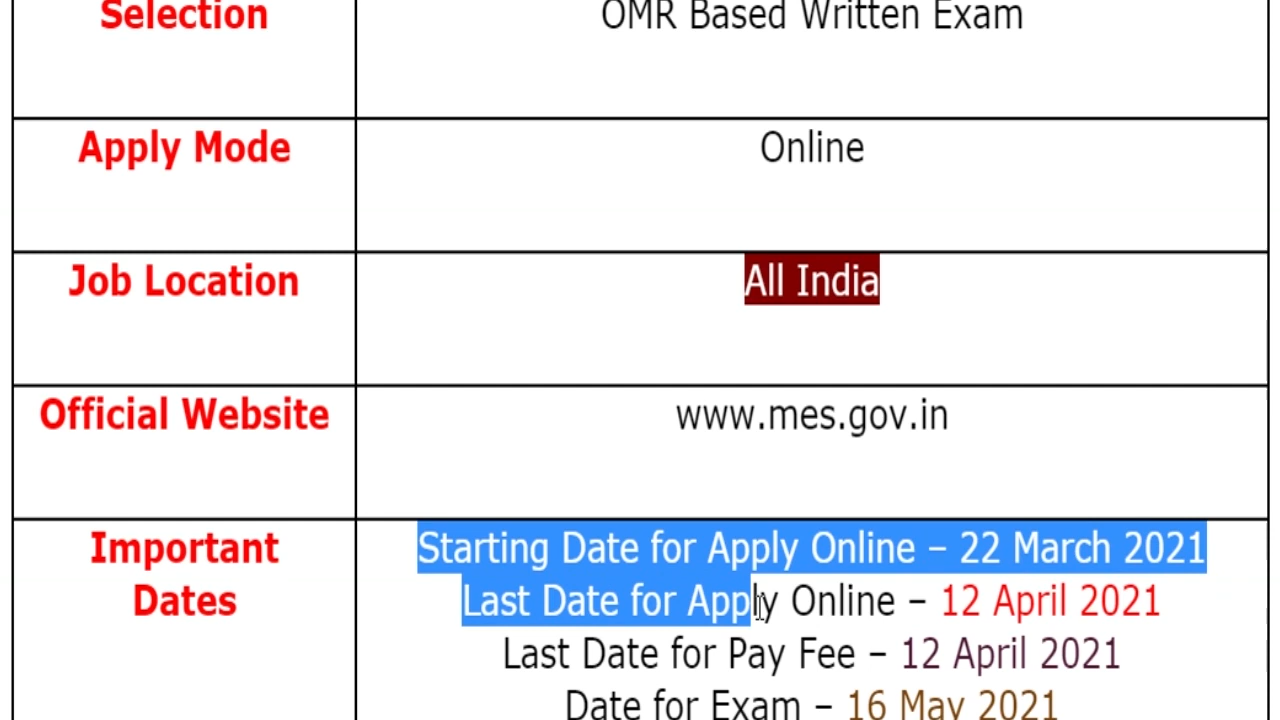 Selection
OMR Based Written Exam
Apply Mode
Online
Job Location
All India
Official Website
www.mes.gov.in
Important
Dates
Starting Date for Apply Online – 22 March 2021
Last Date for Apply Online – 12 April 2021
Last Date for Pay Fee – 12 April 2021
Date for Exam – 16 May 2021